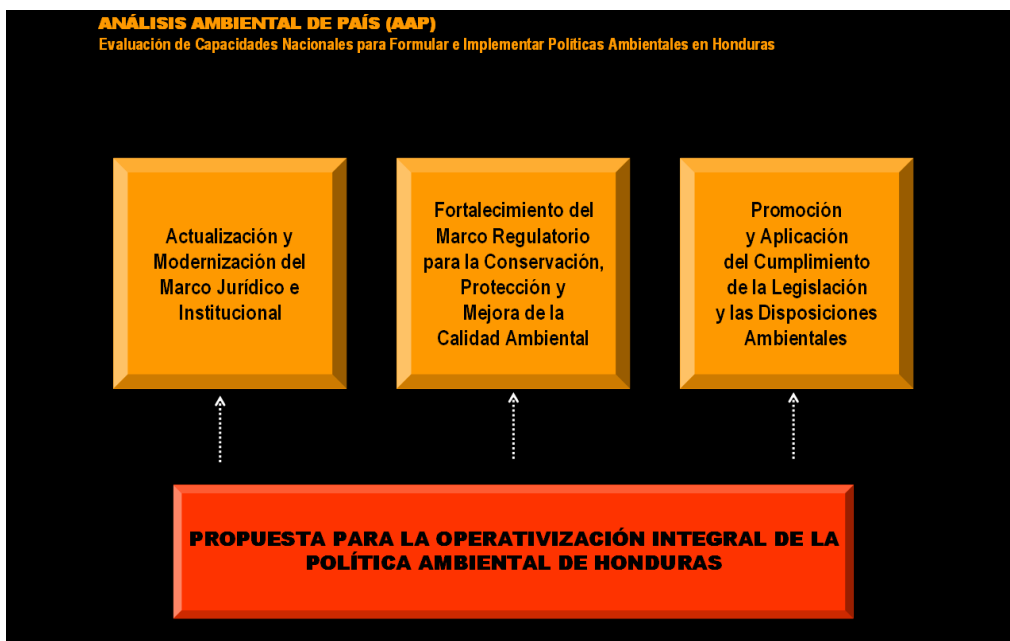 ANÁLISIS AMBIENTAL DE PAÍS (AAP)
Evaluación de Capacidades Nacionales para Formular e Implementar Políticas Ambientales en Honduras
Actualización y
Modernización del
Marco Jurídico e
Institucional
Fortalecimiento del
Marco Regulatorio
para la Conservación,
Protección y
Mejora de la
Calidad Ambiental
Promoción
y Aplicación
del Cumplimiento
de la Legislación
y las Disposiciones
Ambientales
PROPUESTA PARA LA OPERATIVIZACIÓN INTEGRAL DE LA
POLÍTICA AMBIENTAL DE HONDURAS